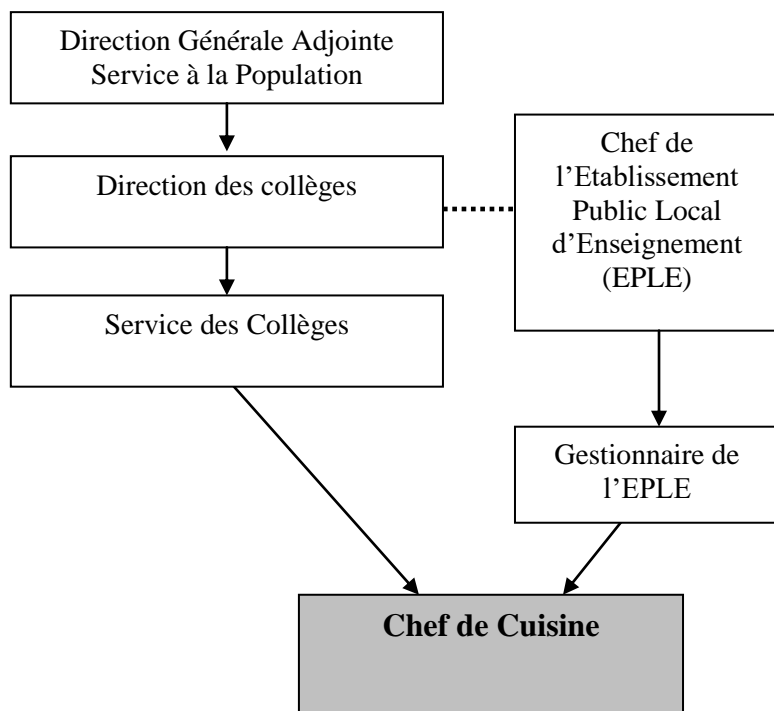 Direction Générale Adjointe
Service à la Population
Direction des collèges
Chef de
l’Etablissement
Public Local
d’Enseignement
(EPLE)
Service des Collèges
Gestionnaire de
l’EPLE
Chef de Cuisine